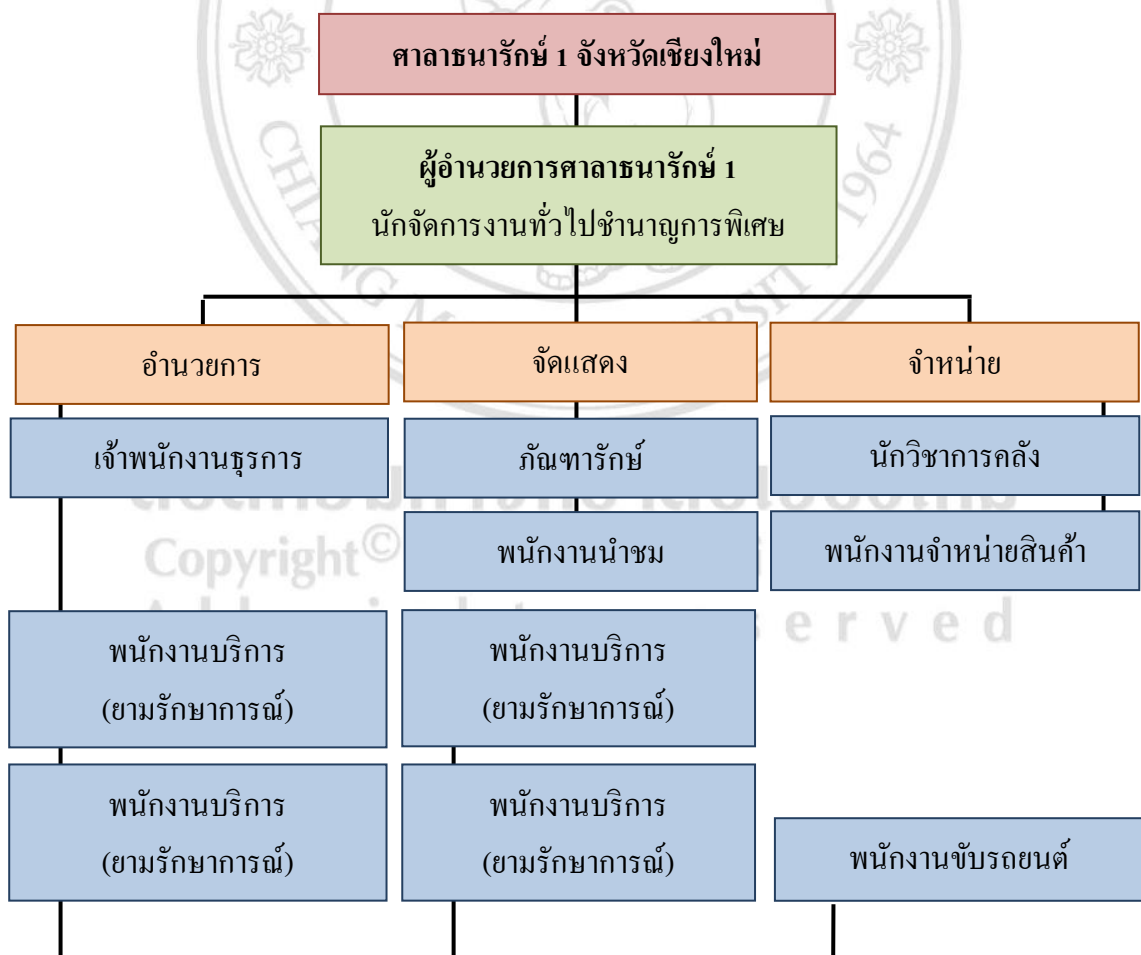 ศาลาธนารักษ์ 1 จังหวัดเชียงใหม่
ผู้อำนวยการศาลาธนารักษ์ 1
นักจัดการงานทั่วไปชำนาญการพิเศษ
อำนวยการ
จัดแสดง
จำหน่าย
เจ้าพนักงานธุรการ
ภัณฑารักษ์
นักวิชาการคลัง
พนักงานนำชม
พนักงานจำหน่ายสินค้า
พนักงานบริการ
(ยามรักษาการณ์)
พนักงานบริการ
(ยามรักษาการณ์)
พนักงานบริการ
(ยามรักษาการณ์)
พนักงานบริการ
(ยามรักษาการณ์)
พนักงานขับรถยนต์
Copyright©
served
CHIANG MAI UNIVERSITY 1964